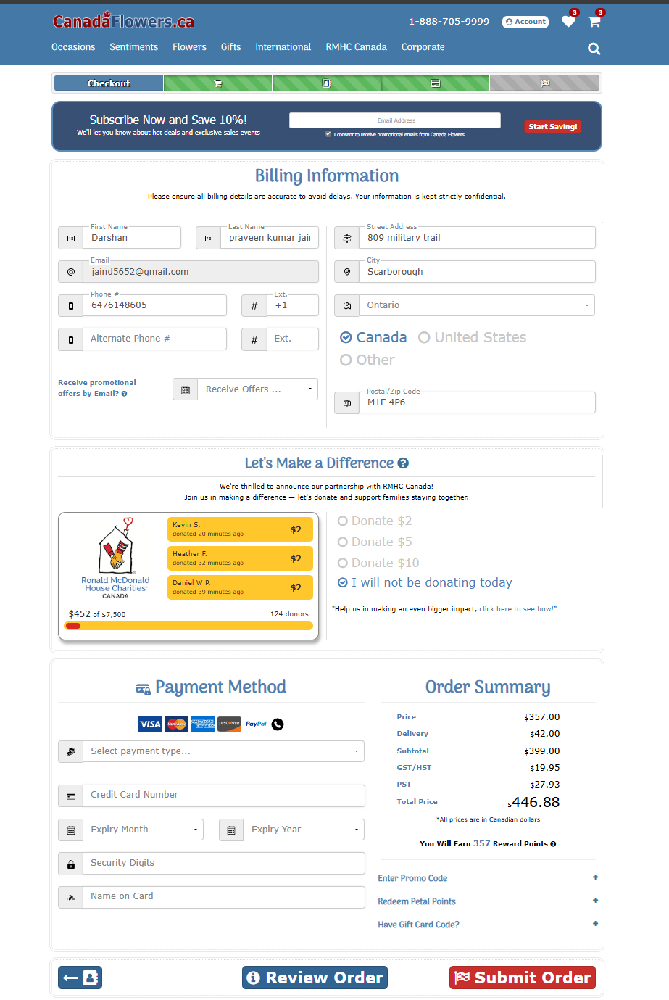 CanadaFlowers.ca
1-888-705-9999
Account
3
3
Occasions Sentiments Flowers Gifts International RMHC Canada Corporate
Checkout
Subscribe Now and Save 10%!
We'll let you know about hot deals and exclusive sales events
Email Address
I consent to receive promotional emails from Canada Flowers
Start Saving!
Billing Information
Please ensure all billing details are accurate to avoid delays. Your information is kept strictly confidential.
First Name
Darshan
Last Name
praveen kumar jain
Email
jaind5652@gmail.com
Phone #
6476148605
Ext.
# +1
Alternate Phone #
# Ext.
Receive promotional
offers by Email?
Receive Offers ...
Street Address
809 military trail
City
Scarborough
Ontario
Canada United States
Other
Postal/Zip Code
M1E 4P6
Let's Make a Difference
We're thrilled to announce our partnership with RMHC Canada!
Join us in making a difference — let's donate and support families staying together.
Ronald McDonald
House Charities®
CANADA
Kevin S.
donated 20 minutes ago
$2
Heather F.
donated 32 minutes ago
$2
Daniel W P.
donated 39 minutes ago
$2
$452 of $7,500
124 donors
Donate $2
Donate $5
Donate $10
I will not be donating today
"Help us in making an even bigger impact, click here to see how!"
Payment Method
VISA MasterCard AMERICAN EXPRESS DISCOVER PayPal
Select payment type...
Credit Card Number
Expiry Month
Expiry Year
Security Digits
Name on Card
Order Summary
Price $357.00
Delivery $42.00
Subtotal $399.00
GST/HST $19.95
PST $27.93
Total Price $446.88
*All prices are in Canadian dollars
You Will Earn 357 Reward Points
Enter Promo Code +
Redeem Petal Points +
Have Gift Card Code? +
Review Order
Submit Order